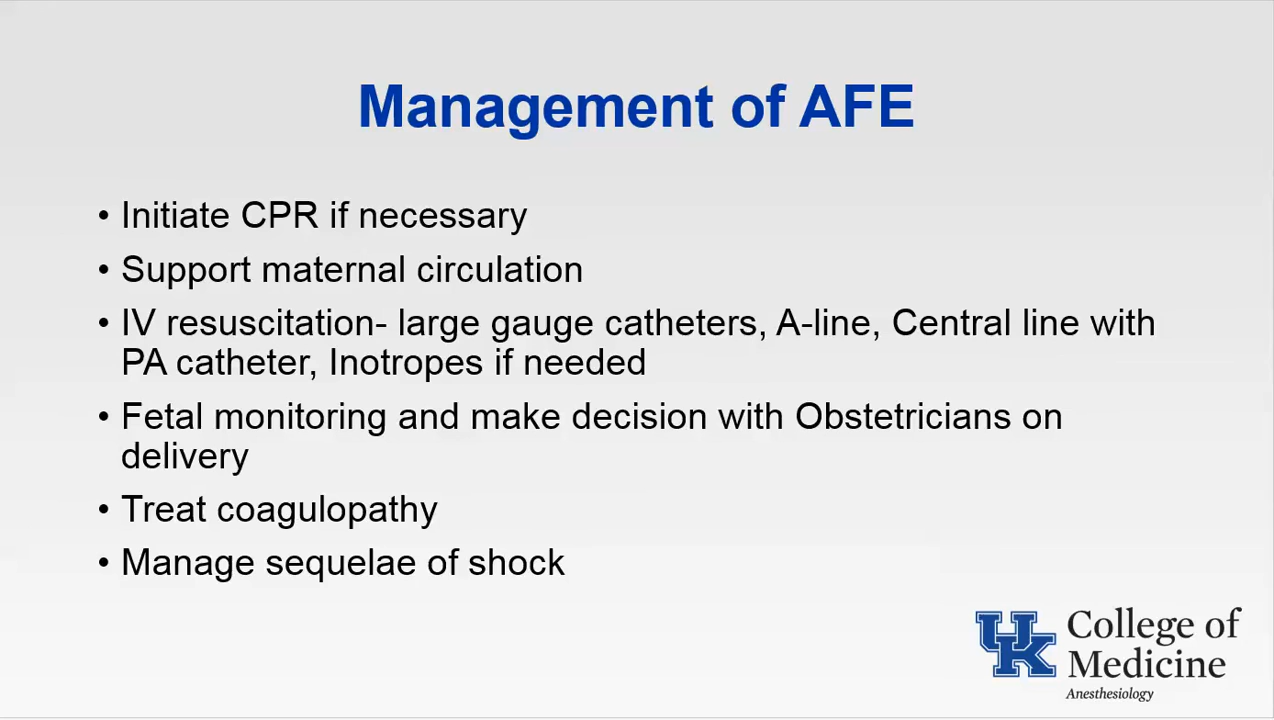 Management of AFE
• Initiate CPR if necessary
• Support maternal circulation
• IV resuscitation- large gauge catheters, A-line, Central line with
PA catheter, Inotropes if needed
• Fetal monitoring and make decision with Obstetricians on
delivery
• Treat coagulopathy
• Manage sequelae of shock
UK
College of
Medicine
Anesthesiology